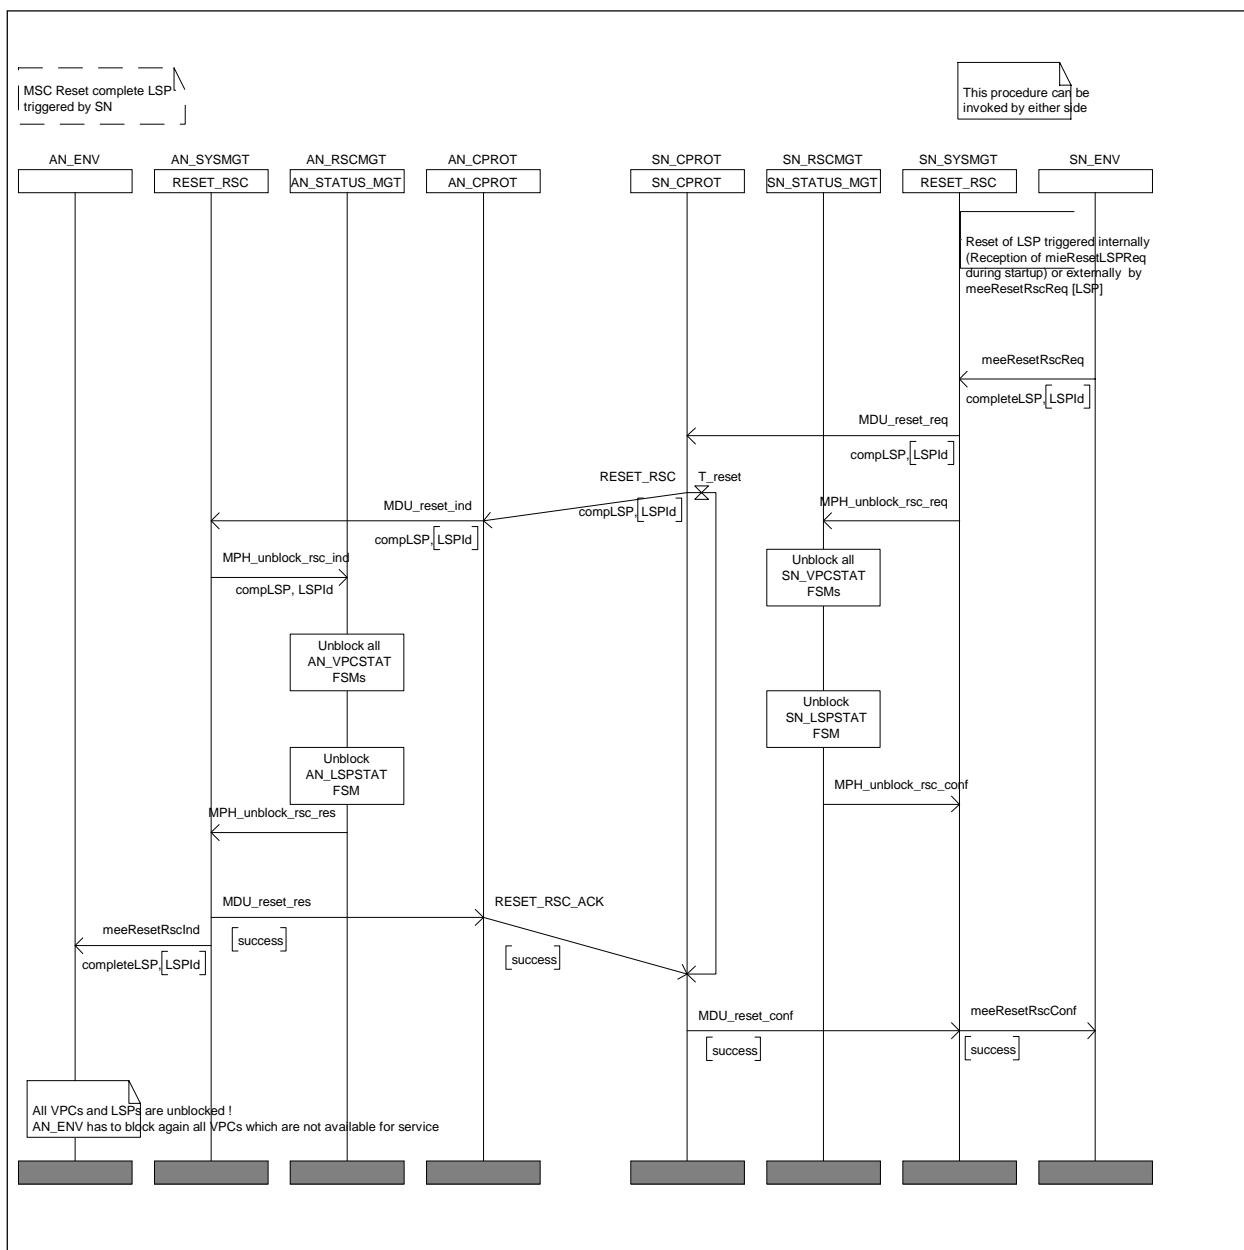 MSC Reset complete LSP
triggered by SN
This procedure can be
invoked by either side
AN_ENV
AN_SYSMGT
AN_RSCMGT
AN_CPROT
SN_CPROT
SN_RSCMGT
SN_SYSMGT
SN_ENV
RESET_RSC
AN_STATUS_MGT
AN_CPROT
SN_CPROT
SN_STATUS_MGT
RESET_RSC
Reset of LSP triggered internally
(Reception of mieResetLSPReq
during startup) or externally by
meeResetRscReq [LSP]
meeResetRscReq
completeLSP,[LSPId]
MDU_reset_req
compLSP,[LSPId]
RESET_RSC
T_reset
compLSP,[LSPId]
MDU_reset_ind
compLSP,[LSPId]
MPH_unblock_rsc_req
MPH_unblock_rsc_ind
compLSP, LSPId
Unblock all
SN_VPCSTAT
FSMs
Unblock all
AN_VPCSTAT
FSMs
Unblock
SN_LSPSTAT
FSM
Unblock
AN_LSPSTAT
FSM
MPH_unblock_rsc_conf
MPH_unblock_rsc_res
MDU_reset_res
[success]
RESET_RSC_ACK
[success]
meeResetRscInd
completeLSP,[LSPId]
MDU_reset_conf
[success]
meeResetRscConf
[success]
All VPCs and LSPs are unblocked !
AN_ENV has to block again all VPCs which are not available for service